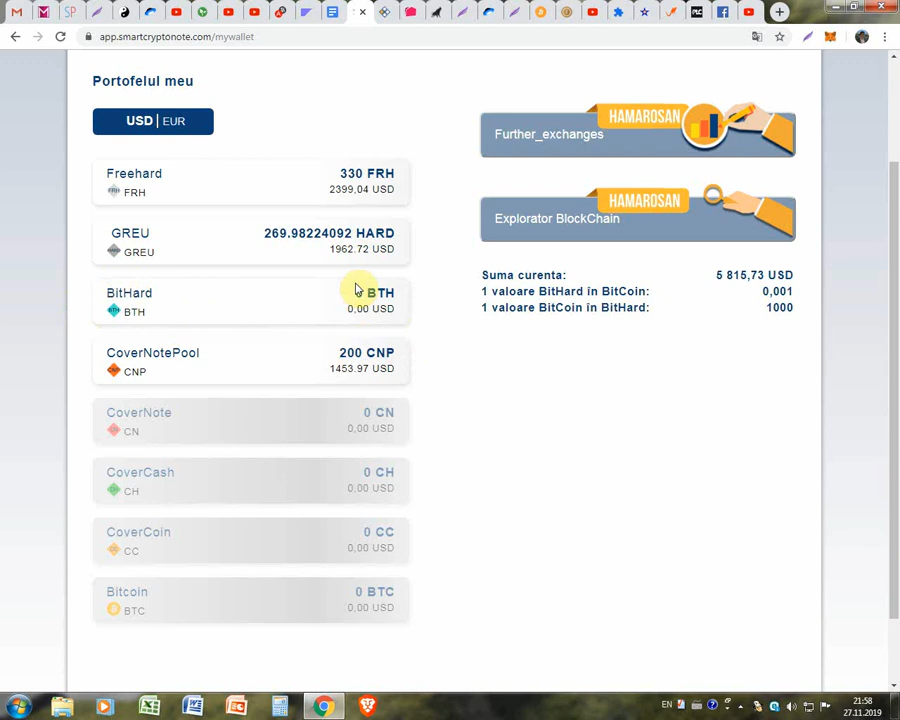 app.smartcryptonote.com/mywallet
Portofelul meu
USD | EUR
HAMAROSAN
Further_exchanges
Freehard 330 FRH
FRH 2399,04 USD
HAMAROSAN
Explorator BlockChain
GREU 269.98224092 HARD
GREU 1962.72 USD
Suma curenta: 5 815,73 USD
1 valoare BitHard în BitCoin: 0,001
1 valoare BitCoin în BitHard: 1000
BitHard BTH
BTH 0,00 USD
CoverNotePool 200 CNP
CNP 1453.97 USD
CoverNote 0 CN
CN 0,00 USD
CoverCash 0 CH
CH 0,00 USD
CoverCoin 0 CC
CC 0,00 USD
Bitcoin 0 BTC
BTC 0,00 USD
EN
21:58
27.11.2019